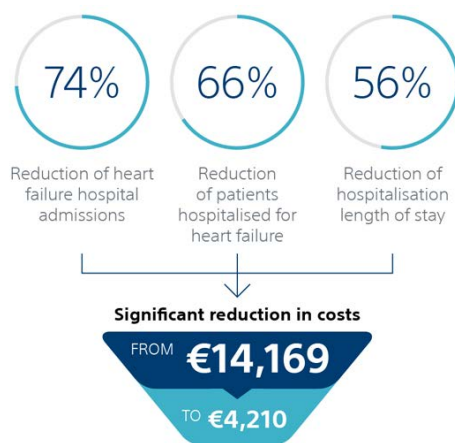 74%
66%
56%
Reduction of heart
failure hospital
admissions
Reduction
of patients
hospitalised for
heart failure
Reduction of
hospitalisation
length of stay
Significant reduction in costs
FROM €14,169
TO €4,210